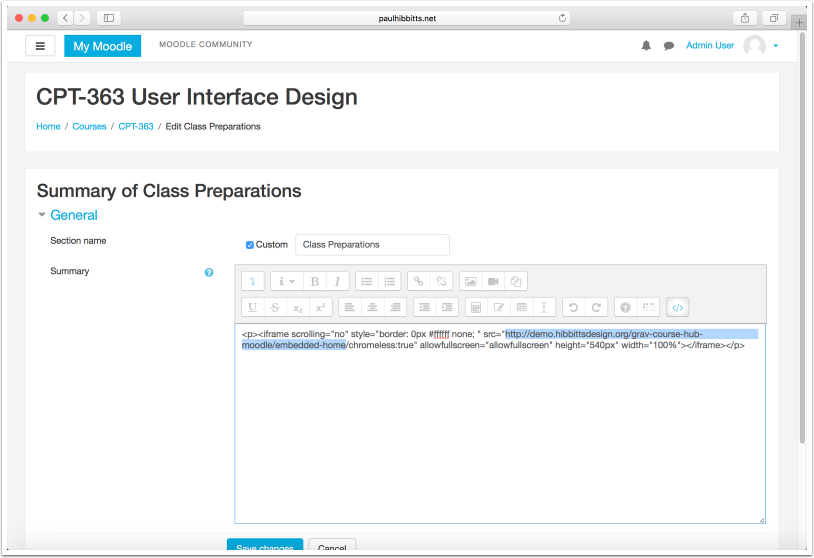 paulhibbitts.net
My Moodle
MOODLE COMMUNITY
Admin User
CPT-363 User Interface Design
Home / Courses / CPT-363 / Edit Class Preparations
Summary of Class Preparations
General
Section name
Custom
Class Preparations
Summary
<p><iframe scrolling="no" style="border: 0px #ffffff none; " src="http://demo.hibbittsdesign.org/grav-course-hub-
moodle/embedded-home/chromeless:true" allowfullscreen="allowfullscreen" height="540px" width="100%"></iframe></p>
Save changes
Cancel